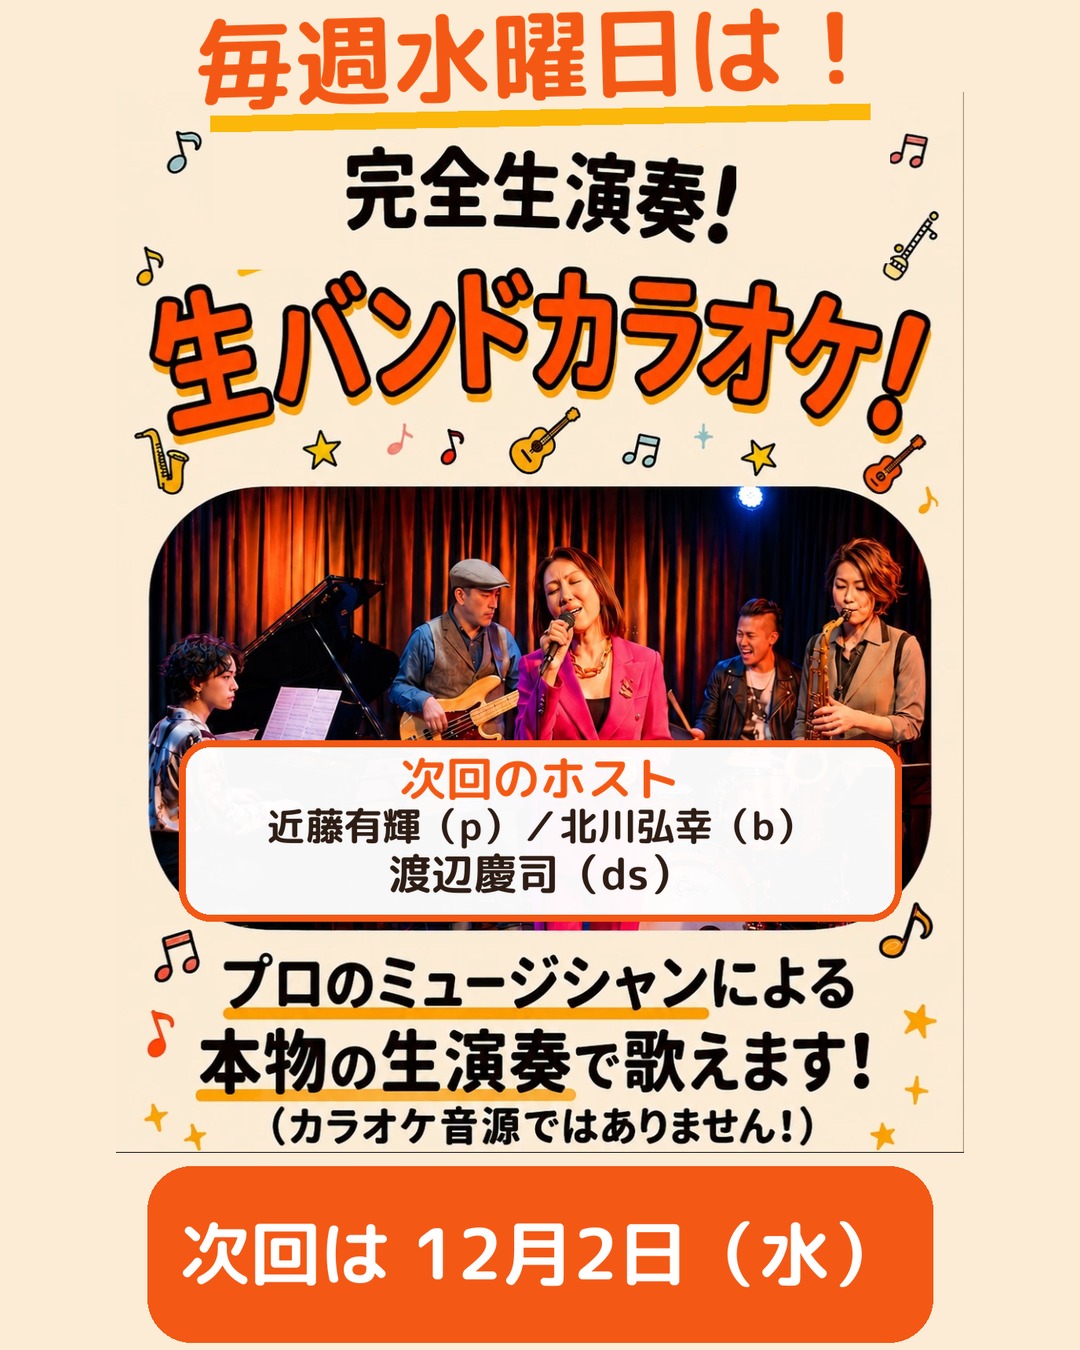 毎週水曜日は！
完全生演奏！
生バンドカラオケ！
次回のホスト
近藤有輝（p）／北川弘幸（b）
渡辺慶司（ds）
プロのミュージシャンによる
本物の生演奏で歌えます！
（カラオケ音源ではありません！）
次回は 12月2日（水）